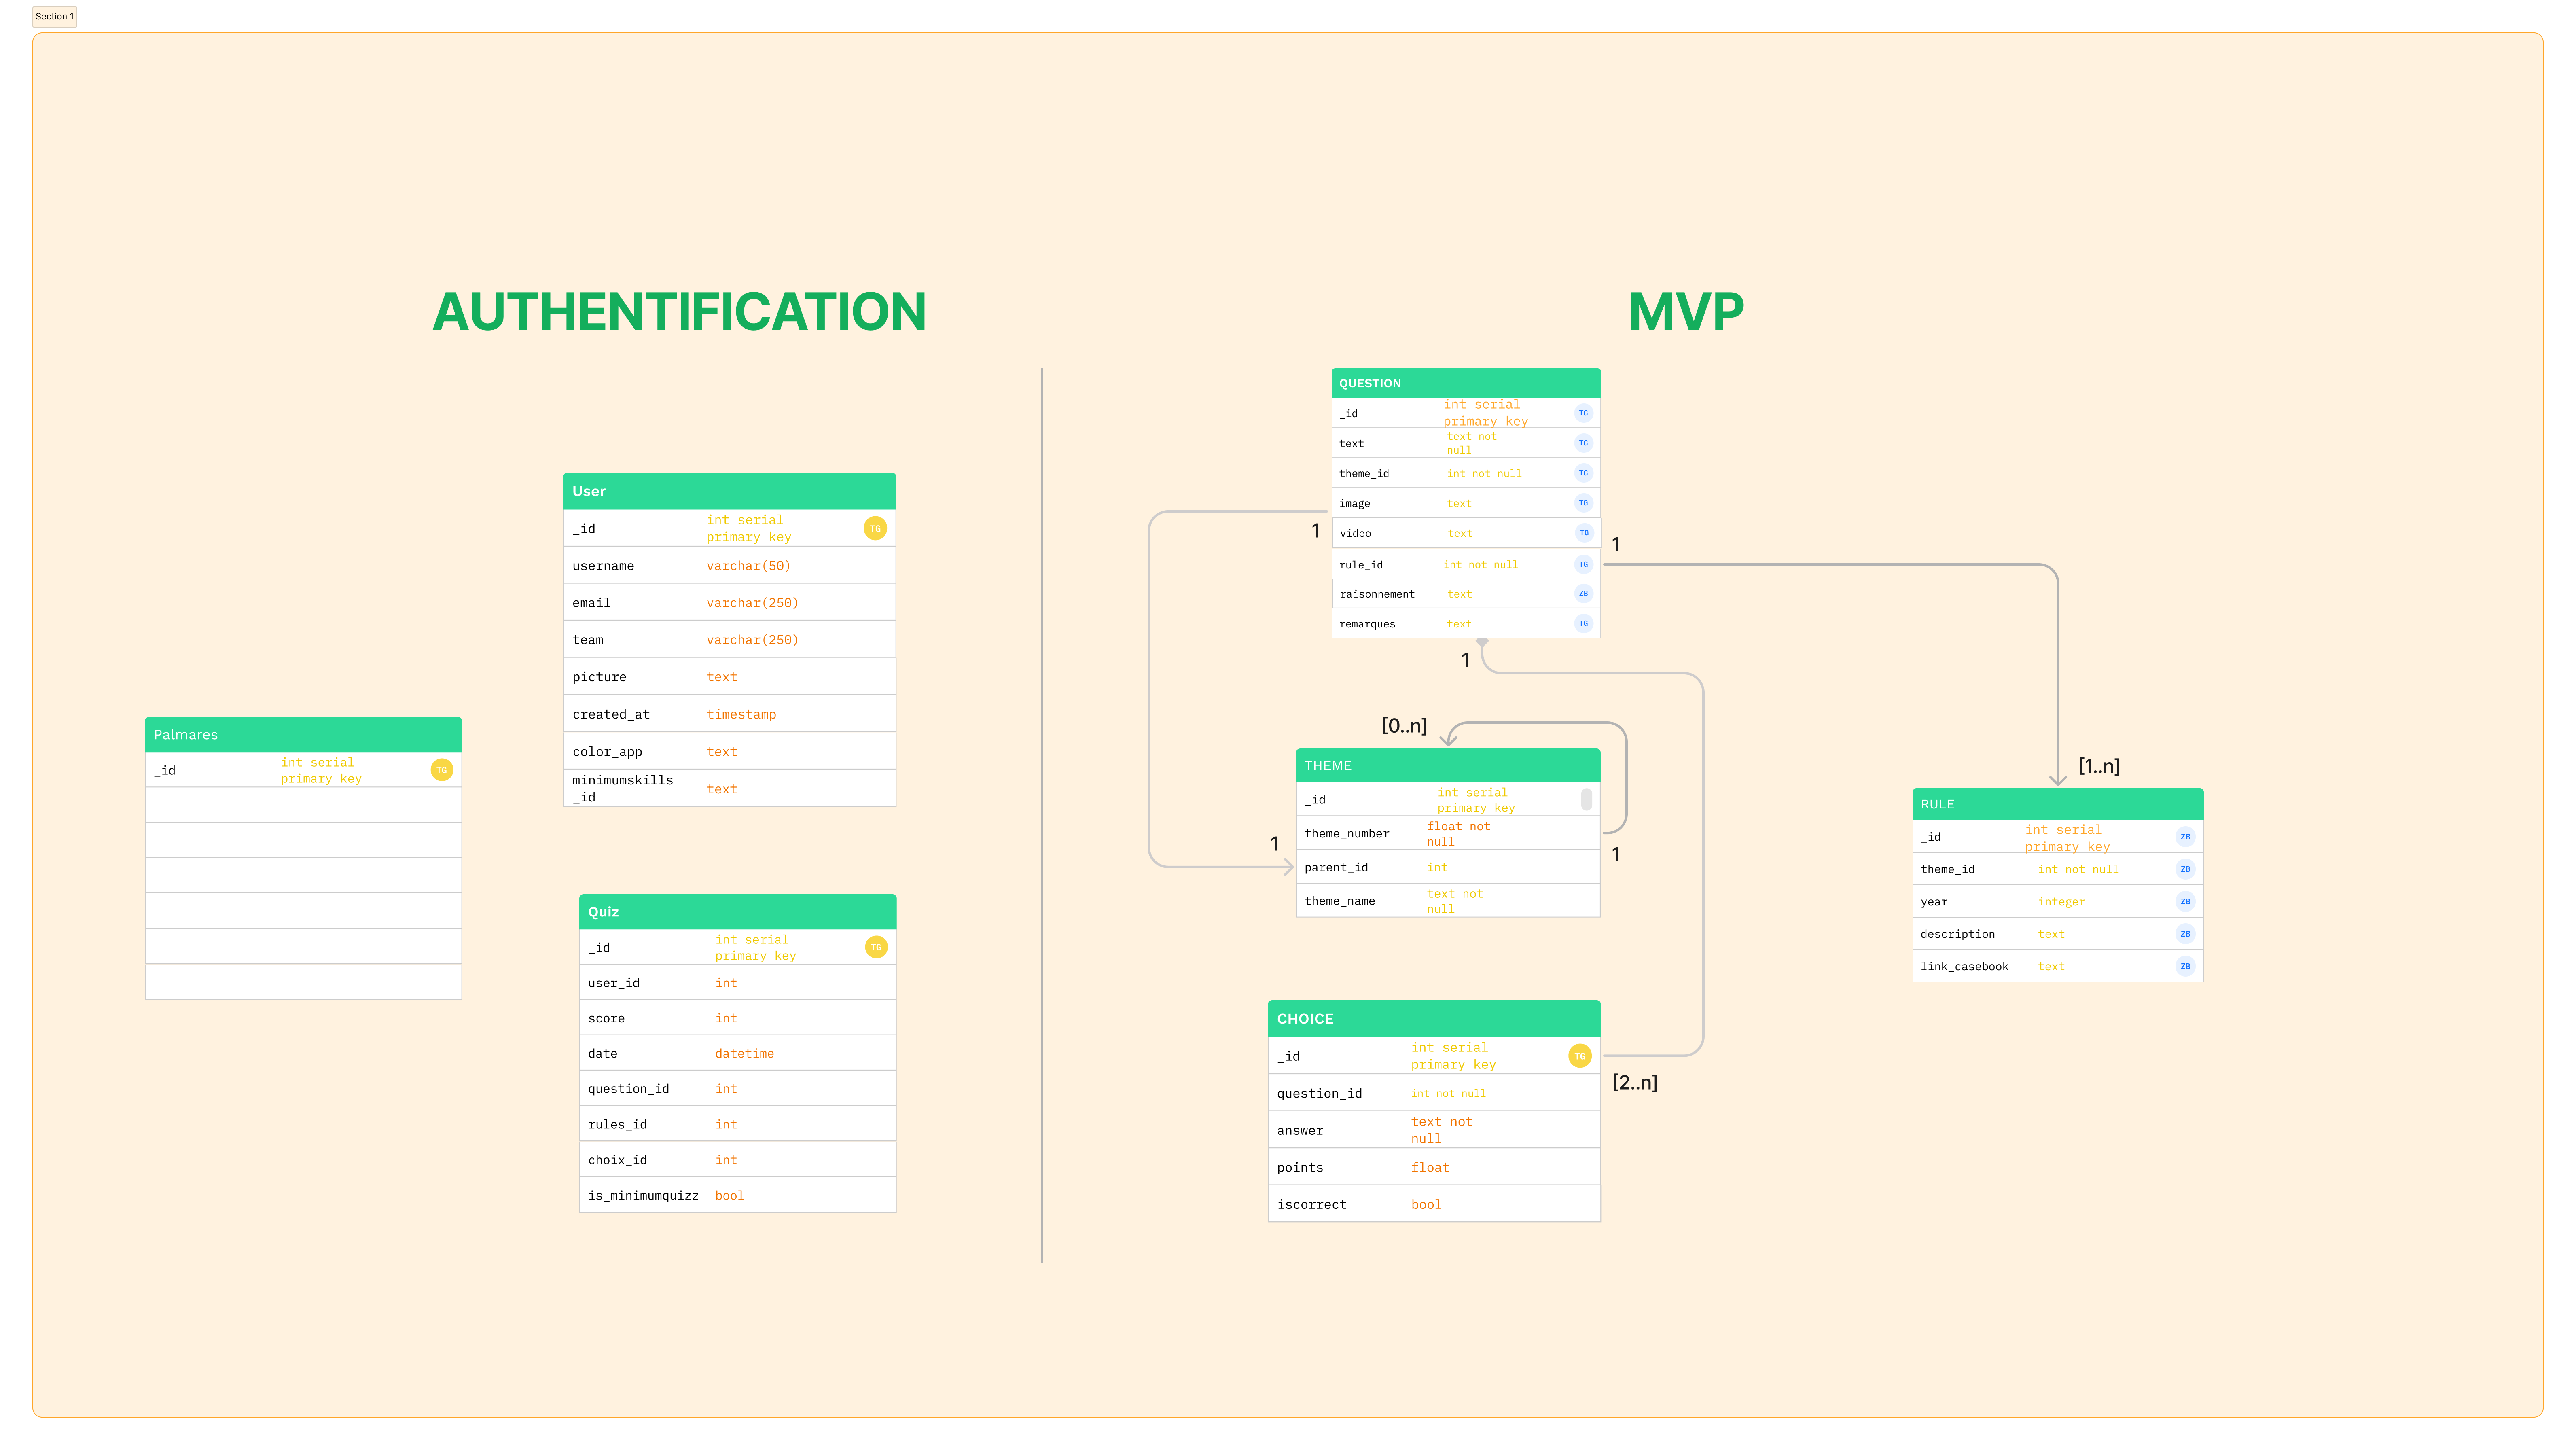 Section 1
AUTHENTIFICATION
MVP
User
_id int serial primary key TG
username varchar(50)
email varchar(250)
team varchar(250)
picture text
created_at timestamp
color_app text
minimumskills_id text
Palmares
_id int serial primary key TG
Quiz
_id int serial primary key TG
user_id int
score int
date datetime
question_id int
rules_id int
choix_id int
is_minimumquizz bool
QUESTION
_id int serial primary key TG
text text not null TG
theme_id int not null TG
image text TG
video text TG
rule_id int not null TG
raisonnement text ZB
remarques text TG
1
1
1
[0..n]
THEME
_id int serial primary key
theme_number float not null
parent_id int
theme_name text not null
1
1
[1..n]
RULE
_id int serial primary key ZB
theme_id int not null ZB
year integer ZB
description text ZB
link_casebook text ZB
CHOICE
_id int serial primary key TG
question_id int not null
answer text not null
points float
iscorrect bool
[2..n]